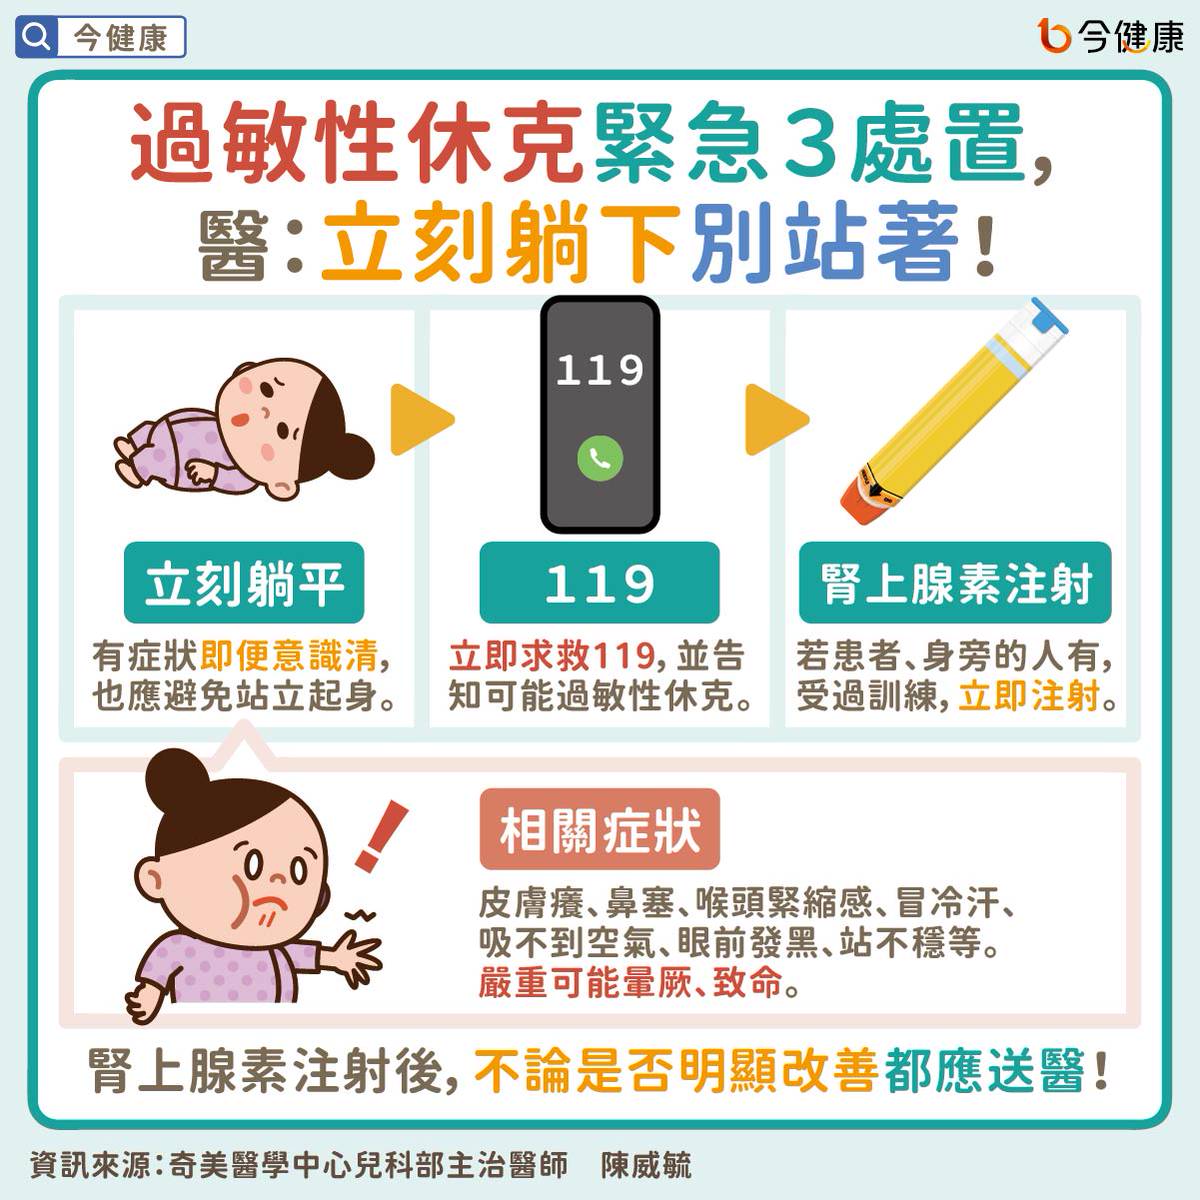 今健康
今健康
過敏性休克緊急3處置,
醫:立刻躺下別站著!
119
立刻躺平
119
腎上腺素注射
有症狀即便意識清,
也應避免站立起身。
立即求救119,並告
知可能過敏性休克。
若患者、身旁的人有,
受過訓練,立即注射。
相關症狀
皮膚癢、鼻塞、喉頭緊縮感、冒冷汗、
吸不到空氣、眼前發黑、站不穩等。
嚴重可能暈厥、致命。
腎上腺素注射後,不論是否明顯改善都應送醫!
資訊來源:奇美醫學中心兒科部主治醫師 陳威毓